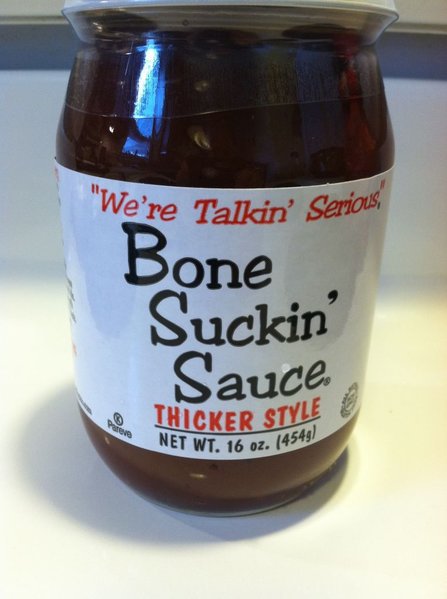 "We're Talkin' Serious."
Bone
Suckin'
Sauce®
THICKER STYLE
NET WT. 16 oz. (454g)
K
Pareve